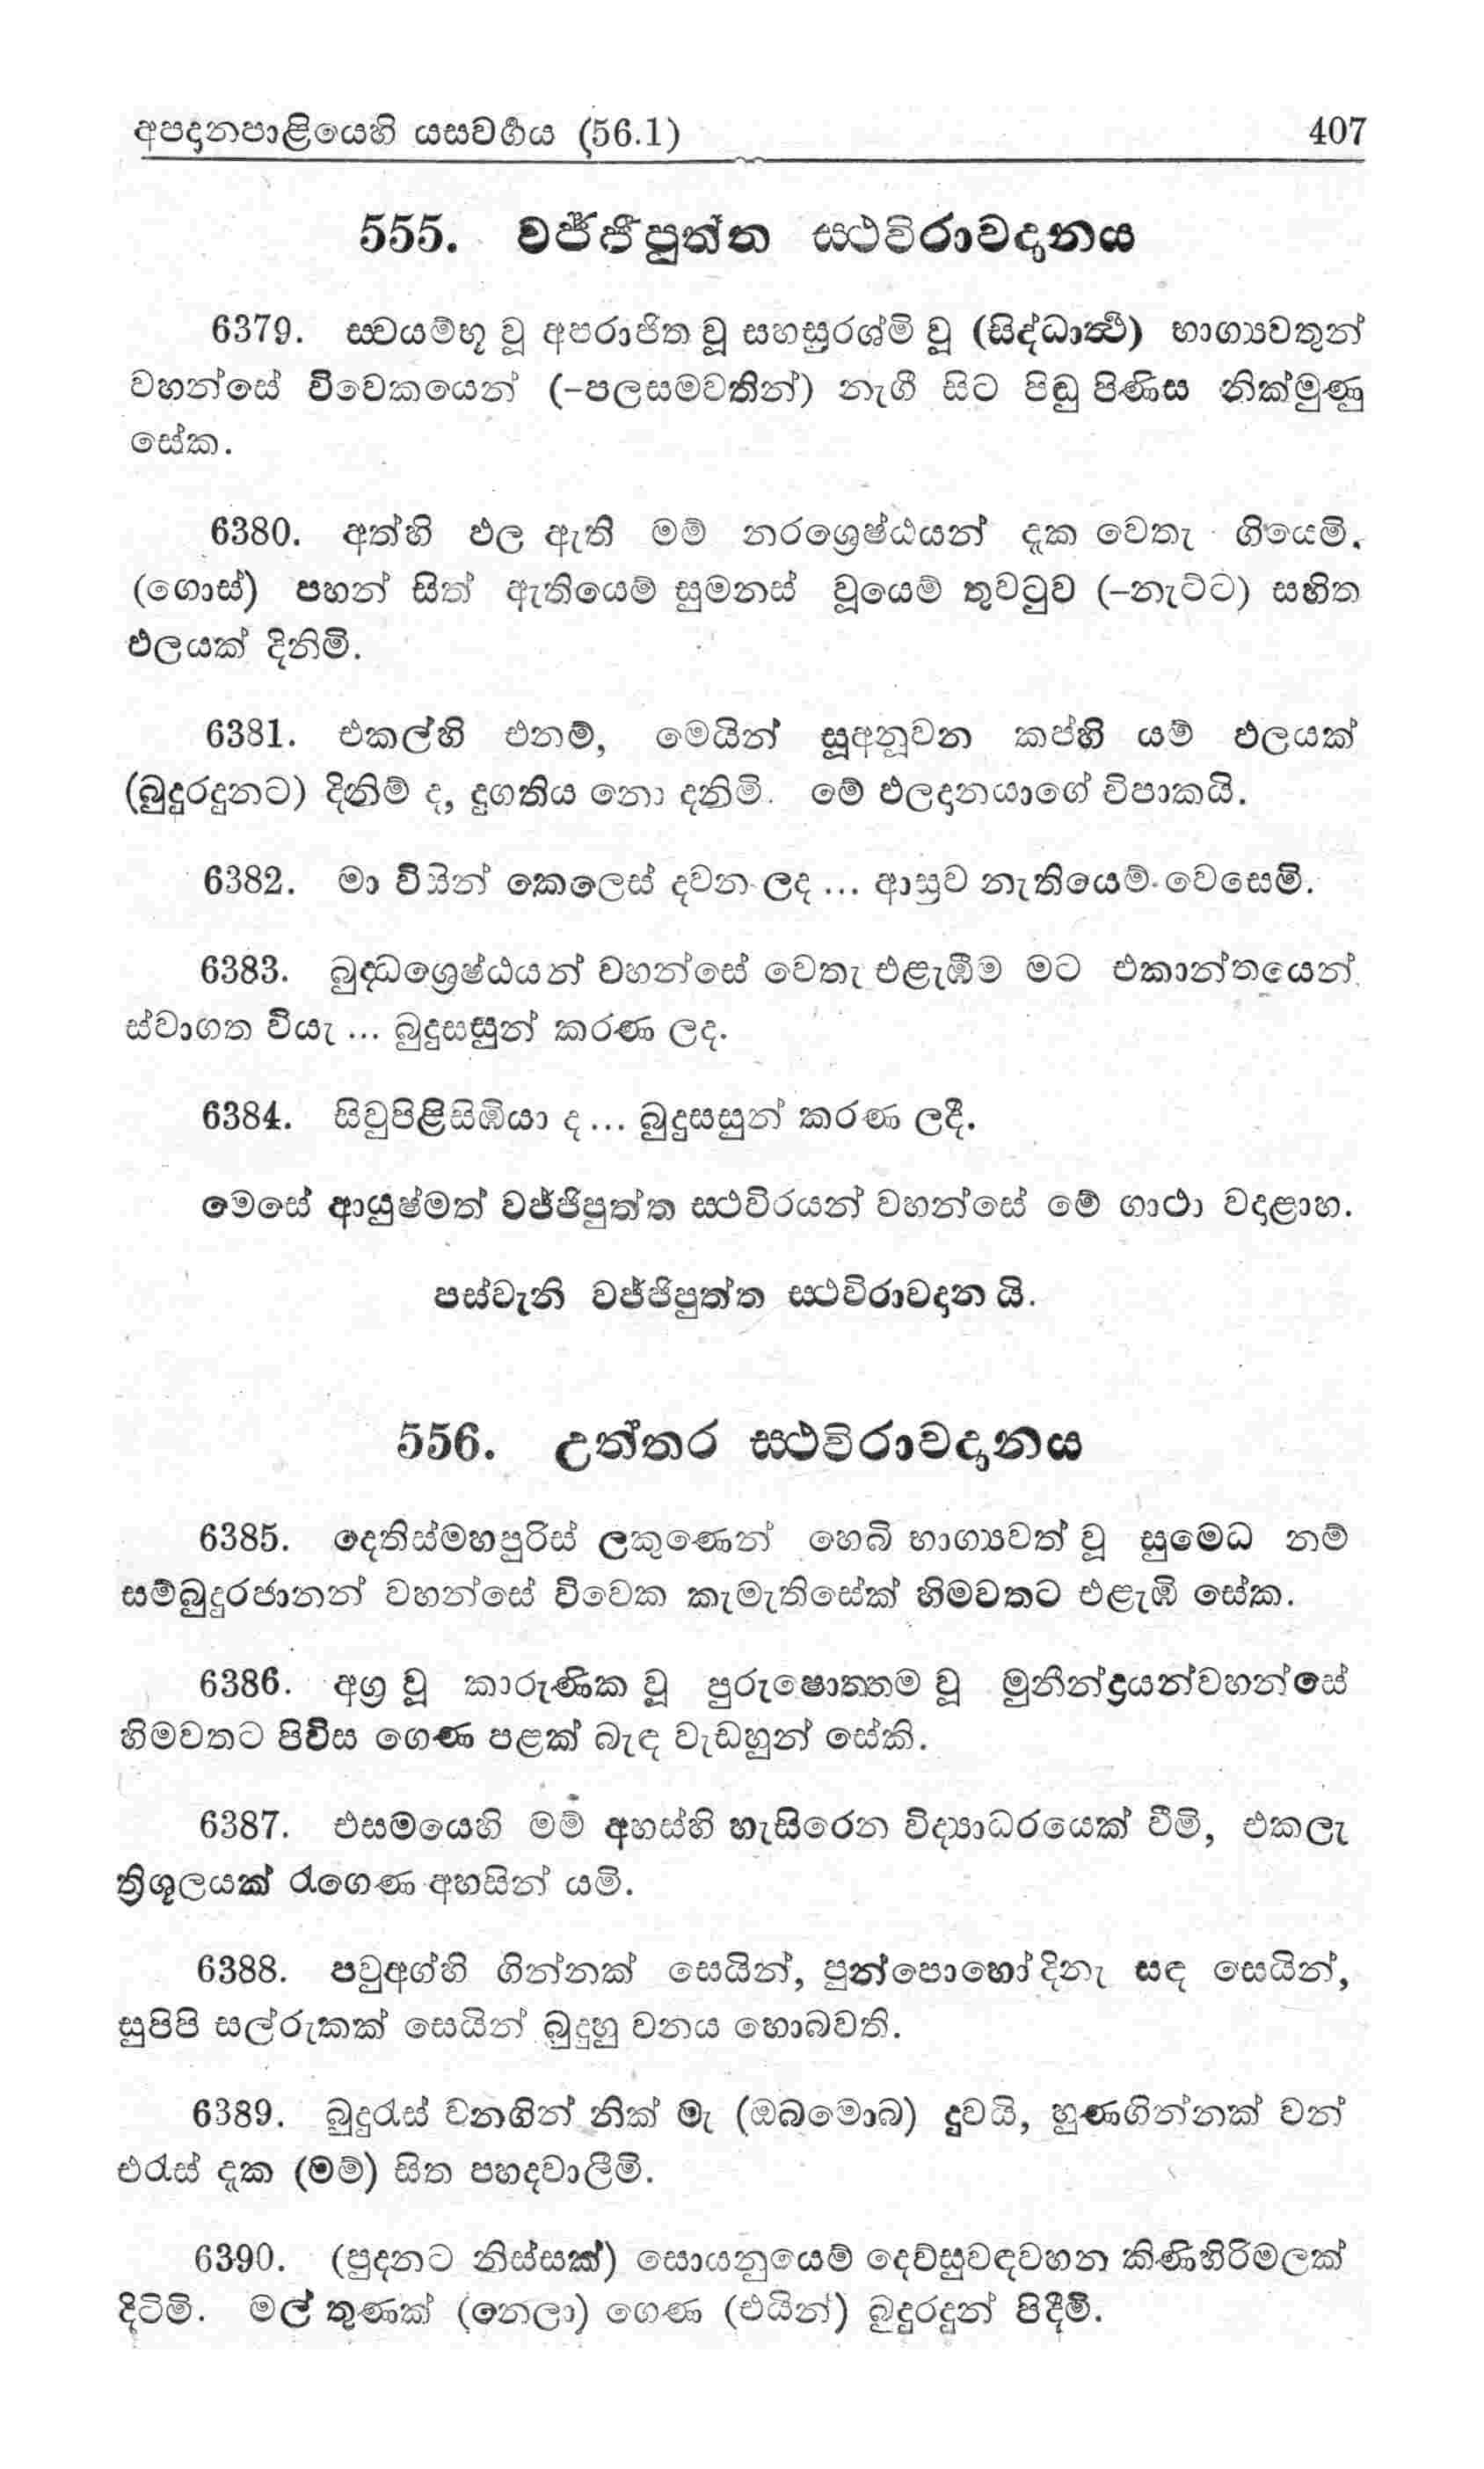 අපදානපාළියෙහි යසවර්‍ගය (56.1) 407
555. වජ්ජිපුත්ත ස්‍ථවිරාවදානය
6379. ස්‍වයම්භූ වූ අපරාජිත වූ සහස්‍රරශ්මි වූ (සිද්ධාර්‍ත්‍ථ) භාග්‍යවතුන්
වහන්සේ විවෙකයෙන් (-පලසමවතින්) නැගී සිට පිඬු පිණිස නික්මුණු
සේක.
6380. අත්හි ඵල ඇති මම් නරශ්‍රෙෂ්ඨයන් දැක වෙතැ ගියෙමි.
(ගොස්) පහන් සිත් ඇතියෙම් සුමනස් වූයෙම් තුවටුව (-නැට්ට) සහිත
ඵලයක් දිනිමි.
6381. එකල්හි එනම්, මෙයින් සූඅනූවන කප්හි යම් ඵලයක්
(බුදුරදුනට) දිනිම් ද, දුගතිය නො දනිමි. මේ ඵලදානයාගේ විපාකයි.
6382. මා විසින් කෙලෙස් දවන ලද ... ආස්‍රව නැතියෙම් වෙසෙමි.
6383. බුද්‍ධශ්‍රෙෂ්ඨයන් වහන්සේ වෙතැ එළැඹීම මට එකාන්තයෙන්
ස්වාගත වියැ ... බුදුසසුන් කරණ ලද.
6384. සිවුපිළිසිඹියා ද ... බුදුසසුන් කරණ ලදී.
මෙසේ ආයුෂ්මත් වජ්ජිපුත්ත ස්‍ථවිරයන් වහන්සේ මේ ගාථා වදාළාහ.
පස්වැනි වජ්ජිපුත්ත ස්‍ථවිරාවදාන යි.
556. උත්තර ස්‍ථවිරාවදානය
6385. දෙතිස්මහපුරිස් ලකුණෙන් හෙබි භාග්‍යවත් වූ සුමෙධ නම්
සම්බුදුරජානන් වහන්සේ විවෙක කැමැතිසේක් හිමවතට එළැඹි සේක.
6386. අග්‍ර වූ කාරුණික වූ පුරුෂොත්‍තම වූ මුනීන්ද්‍රයන්වහන්සේ
හිමවතට පිවිස ගෙණ පළක් බැඳ වැඩහුන් සේකි.
6387. එසමයෙහි මම් අහස්හි හැසිරෙන විද්‍යාධරයෙක් වීමි, එකලැ
ත්‍රිශූලයක් රැගෙණ අහසින් යමි.
6388. පවුඅග්හි ගින්නක් සෙයින්, පුන්පොහෝදිනැ සඳ සෙයින්,
සුපිපි සල්රුකක් සෙයින් බුදුහු වනය හොබවති.
6389. බුදුරැස් වනගින් නික් මැ (ඔබමොබ) දුවයි, හුණගින්නක් වන්
එරැස් දැක (මම්) සිත පහදවාලීමි.
6390. (පුදනට නිස්සක්) සොයනුයෙම් දෙව්සුවඳවහන කිණිහිරිමලක්
දිටිමි. මල් තුණක් (නෙලා) ගෙණ (එයින්) බුදුරදුන් පිදීමි.